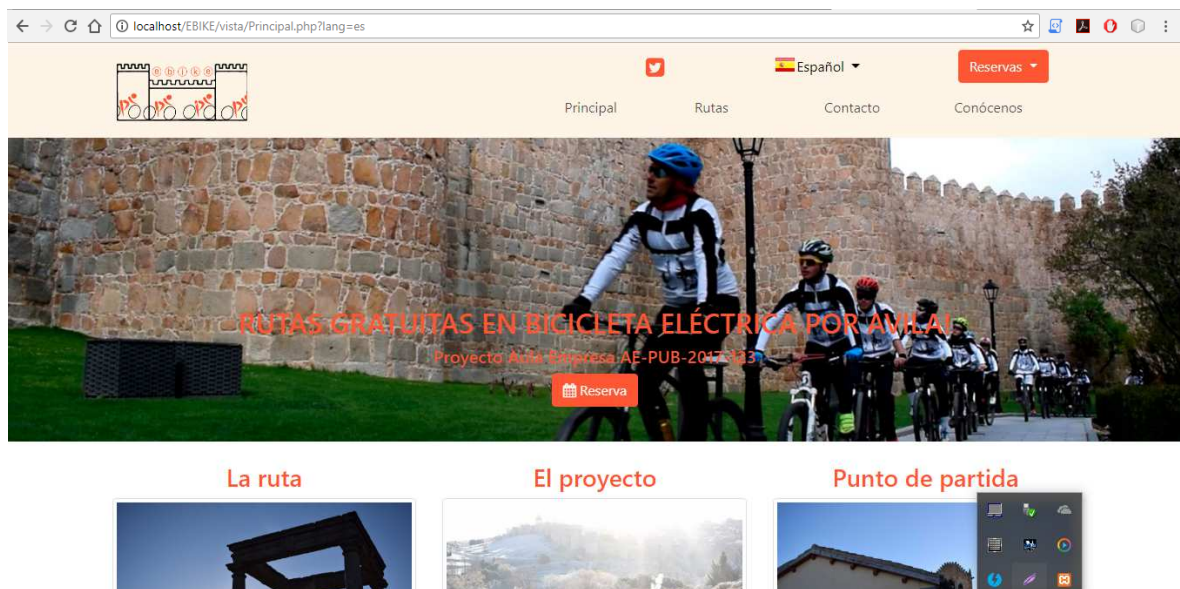 localhost/EBIKE/vista/Principal.php?lang=es
ebike
Español
Reservas
Principal
Rutas
Contacto
Conócenos
RUTAS GRATUITAS EN BICICLETA ELÉCTRICA POR AVILA!
Proyecto Aula Empresa AE-PUB-2017-323
Reserva
La ruta
El proyecto
Punto de partida